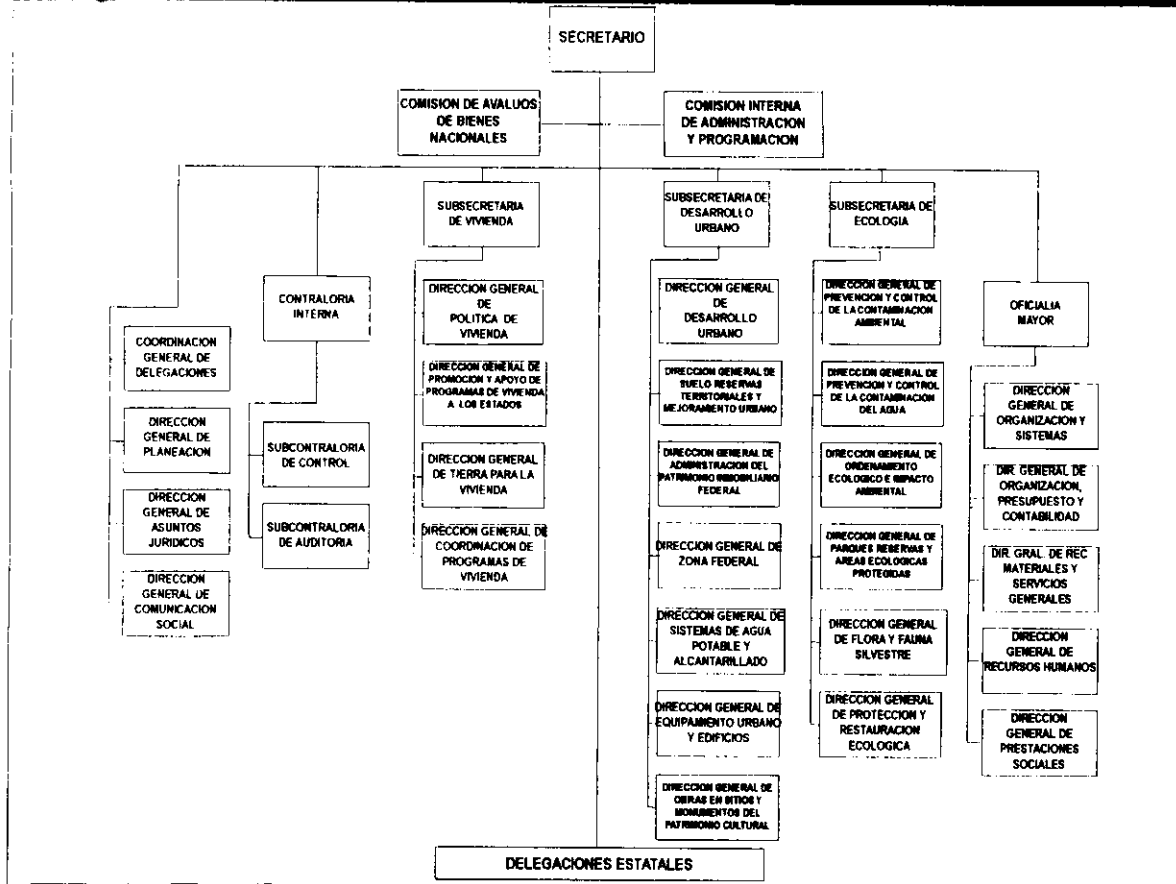 SECRETARIO
COMISION DE AVALUOS
DE BIENES
NACIONALES
COMISION INTERNA
DE ADMINISTRACION
Y PROGRAMACION
COORDINACION
GENERAL DE
DELEGACIONES
DIRECCION
GENERAL DE
PLANEACION
DIRECCION
GENERAL DE
ASUNTOS
JURIDICOS
DIRECCION
GENERAL DE
COMUNICACION
SOCIAL
CONTRALORIA
INTERNA
SUBCONTRALORIA
DE CONTROL
SUBCONTRALORIA
DE AUDITORIA
SUBSECRETARIA
DE VIVIENDA
DIRECCION GENERAL
DE
POLITICA DE
VIVIENDA
DIRECCION GENERAL DE
PROMOCION Y APOYO DE
PROGRAMAS DE VIVIENDA
A LOS ESTADOS
DIRECCION GENERAL
DE TIERRA PARA LA
VIVIENDA
DIRECCION GENERAL DE
COORDINACION DE
PROGRAMAS DE
VIVIENDA
SUBSECRETARIA DE
DESARROLLO
URBANO
DIRECCION GENERAL
DE
DESARROLLO
URBANO
DIRECCION GENERAL DE
SUELO RESERVAS
TERRITORIALES Y
MEJORAMIENTO URBANO
DIRECCION GENERAL DE
ADMINISTRACION DEL
PATRIMONIO INMOBILIARIO
FEDERAL
DIRECCION GENERAL DE
ZONA FEDERAL
DIRECCION GENERAL DE
SISTEMAS DE AGUA
POTABLE Y
ALCANTARILLADO
DIRECCION GENERAL DE
EQUIPAMIENTO URBANO
Y EDIFICIOS
DIRECCION GENERAL DE
OBRAS EN SITIOS Y
MONUMENTOS DEL
PATRIMONIO CULTURAL
SUBSECRETARIA DE
ECOLOGIA
DIRECCION GENERAL DE
PREVENCION Y CONTROL
DE LA CONTAMINACION
AMBIENTAL
DIRECCION GENERAL DE
PREVENCION Y CONTROL
DE LA CONTAMINACION
DEL AGUA
DIRECCION GENERAL DE
ORDENAMIENTO
ECOLOGICO E IMPACTO
AMBIENTAL
DIRECCION GENERAL DE
PARQUES RESERVAS Y
AREAS ECOLOGICAS
PROTEGIDAS
DIRECCION GENERAL
DE FLORA Y FAUNA
SILVESTRE
DIRECCION GENERAL
DE PROTECCION Y
RESTAURACION
ECOLOGICA
OFICIALIA
MAYOR
DIRECCION
GENERAL DE
ORGANIZACION Y
SISTEMAS
DIR. GENERAL DE
ORGANIZACION,
PRESUPUESTO Y
CONTABILIDAD
DIR. GRAL. DE REC
MATERIALES Y
SERVICIOS
GENERALES
DIRECCION
GENERAL DE
RECURSOS HUMANOS
DIRECCION
GENERAL DE
PRESTACIONES
SOCIALES
DELEGACIONES ESTATALES